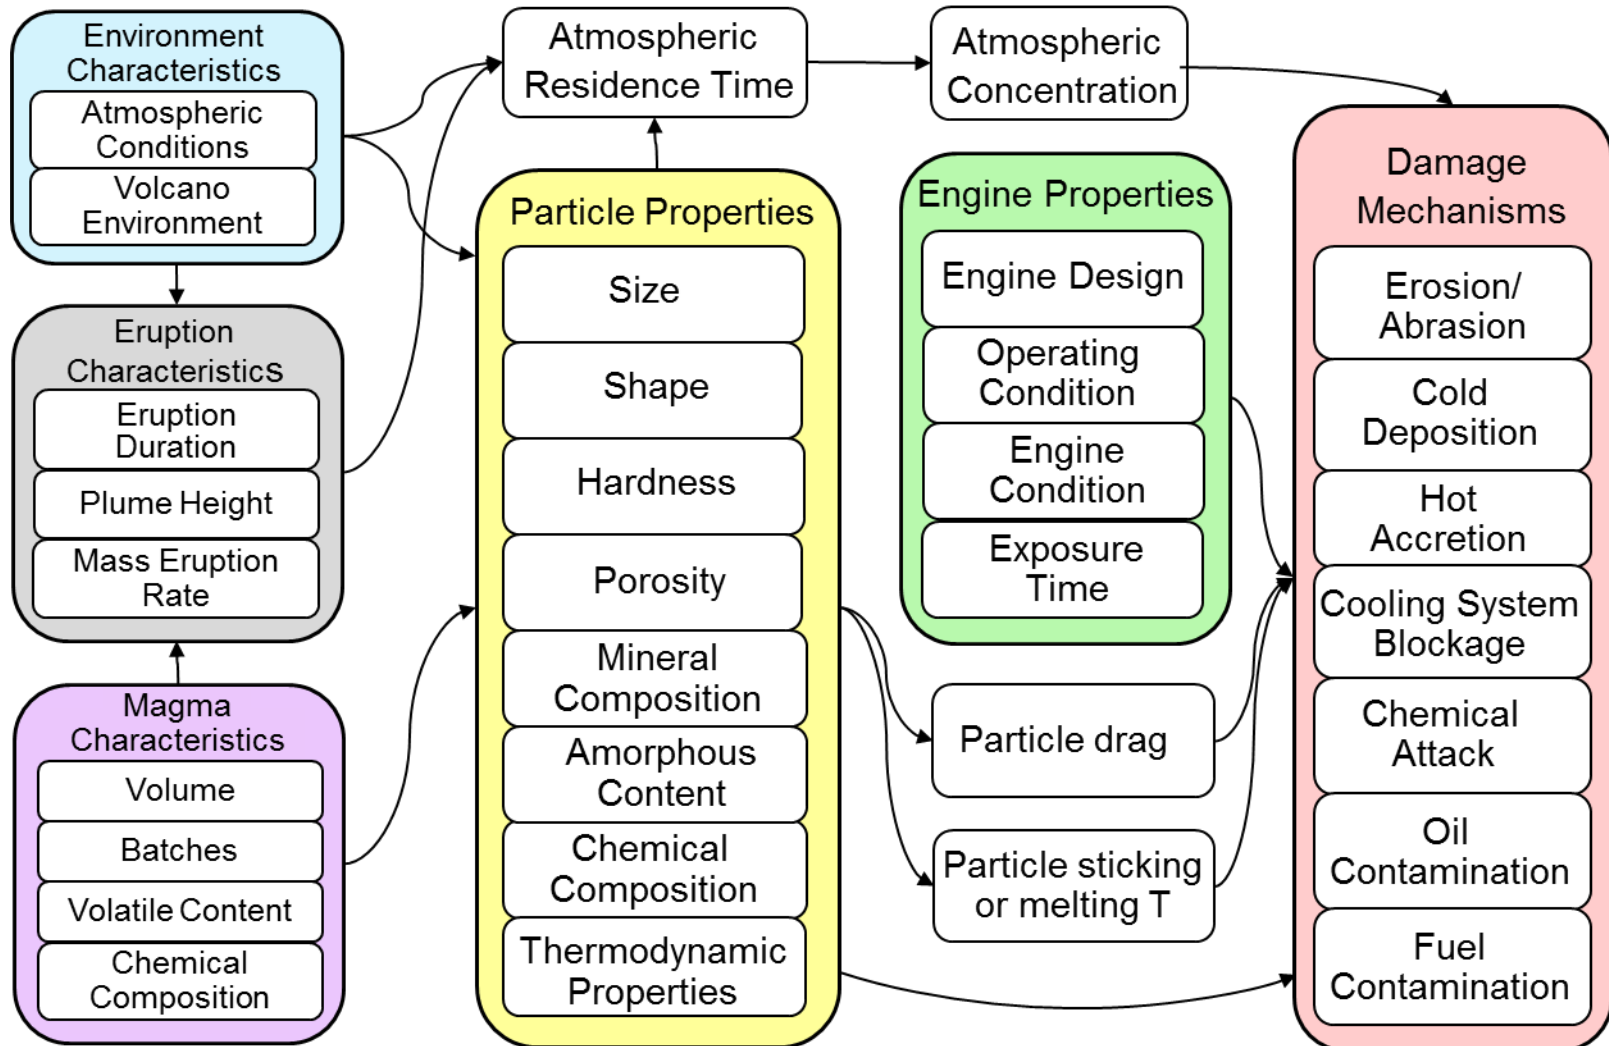 Environment
Characteristics
Atmospheric
Conditions
Volcano
Environment
Eruption
Characteristics
Eruption
Duration
Plume Height
Mass Eruption
Rate
Magma
Characteristics
Volume
Batches
Volatile Content
Chemical
Composition
Atmospheric
Residence Time
Particle Properties
Size
Shape
Hardness
Porosity
Mineral
Composition
Amorphous
Content
Chemical
Composition
Thermodynamic
Properties
Atmospheric
Concentration
Engine Properties
Engine Design
Operating
Condition
Engine
Condition
Exposure
Time
Particle drag
Particle sticking
or melting T
Damage
Mechanisms
Erosion/
Abrasion
Cold
Deposition
Hot
Accretion
Cooling System
Blockage
Chemical
Attack
Oil
Contamination
Fuel
Contamination